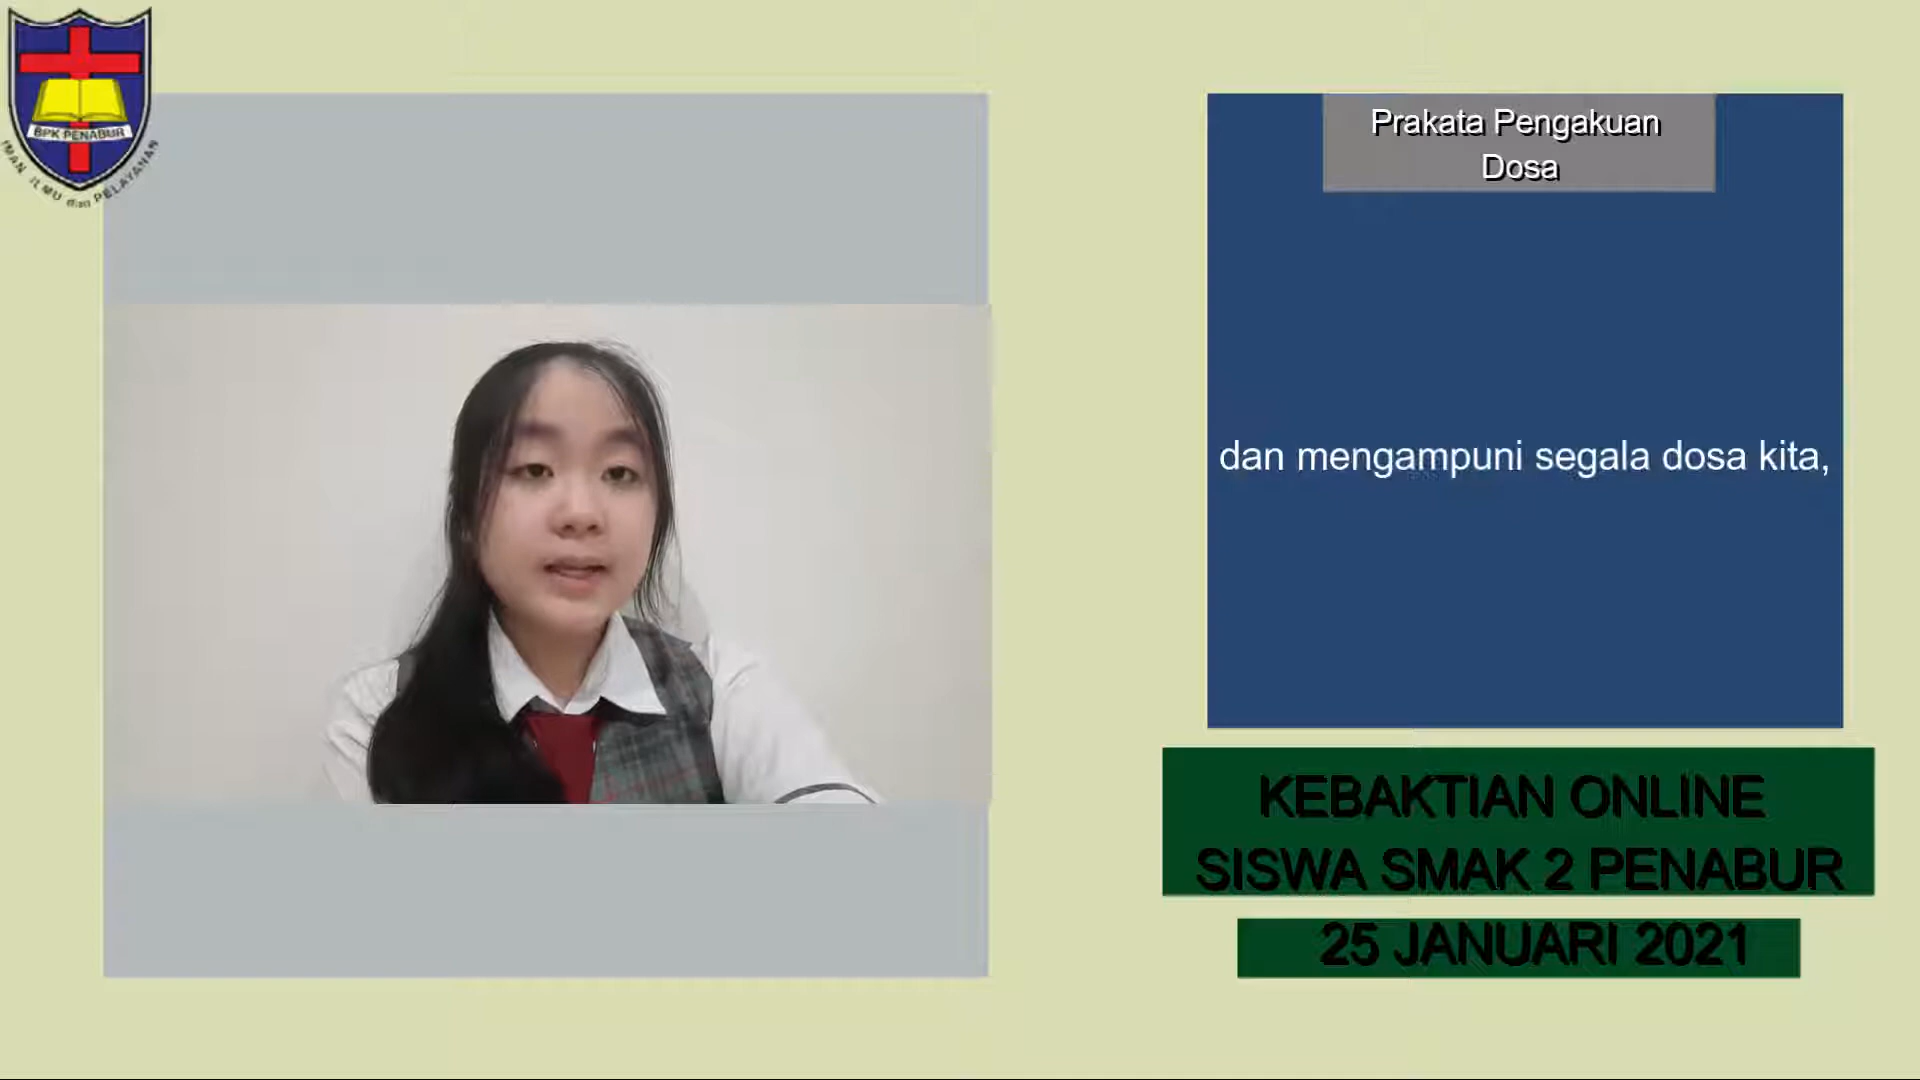 BPK PENABUR
IMAN ILMU dan PELAYANAN
Prakata Pengakuan
Dosa
dan mengampuni segala dosa kita,
KEBAKTIAN ONLINE
SISWA SMAK 2 PENABUR
25 JANUARI 2021